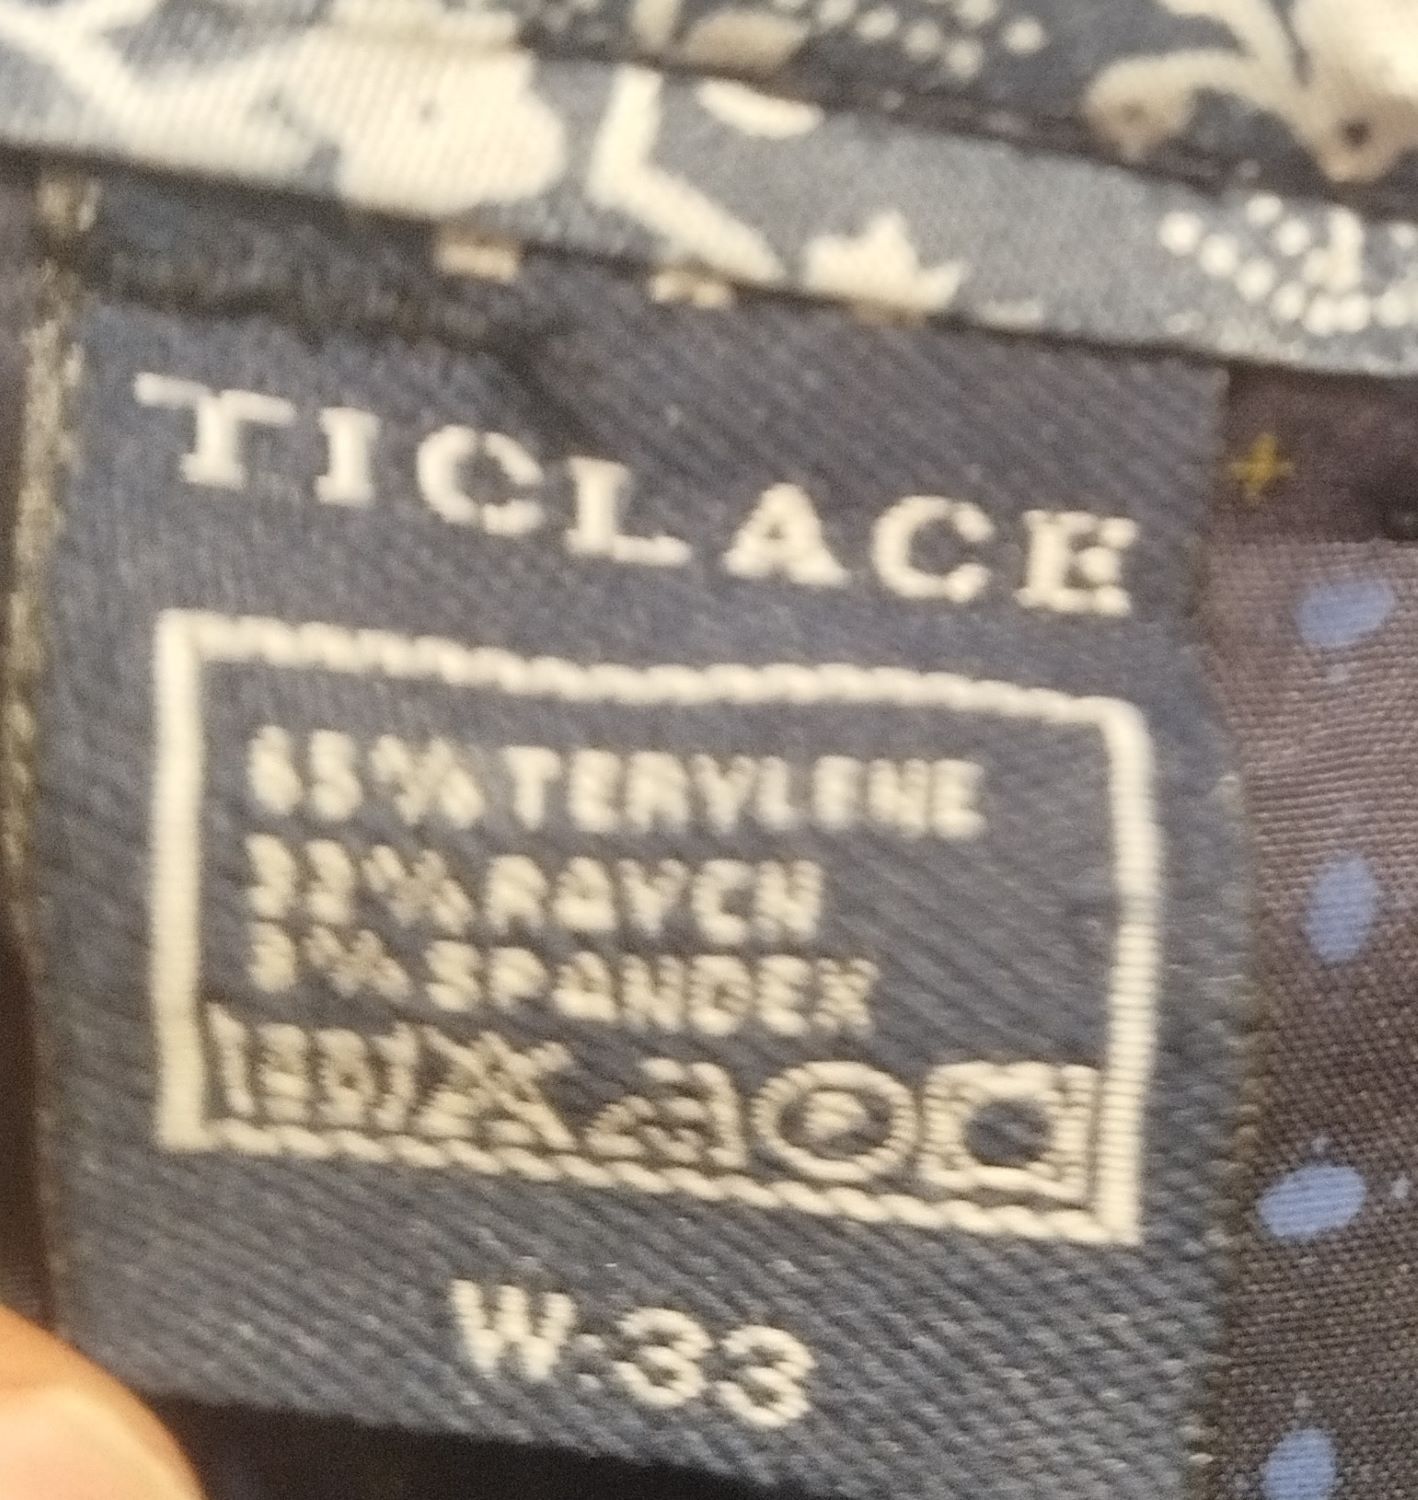 TICLACE
65% TERYLENE
32% RAYON
3% SPANDEX
W:33